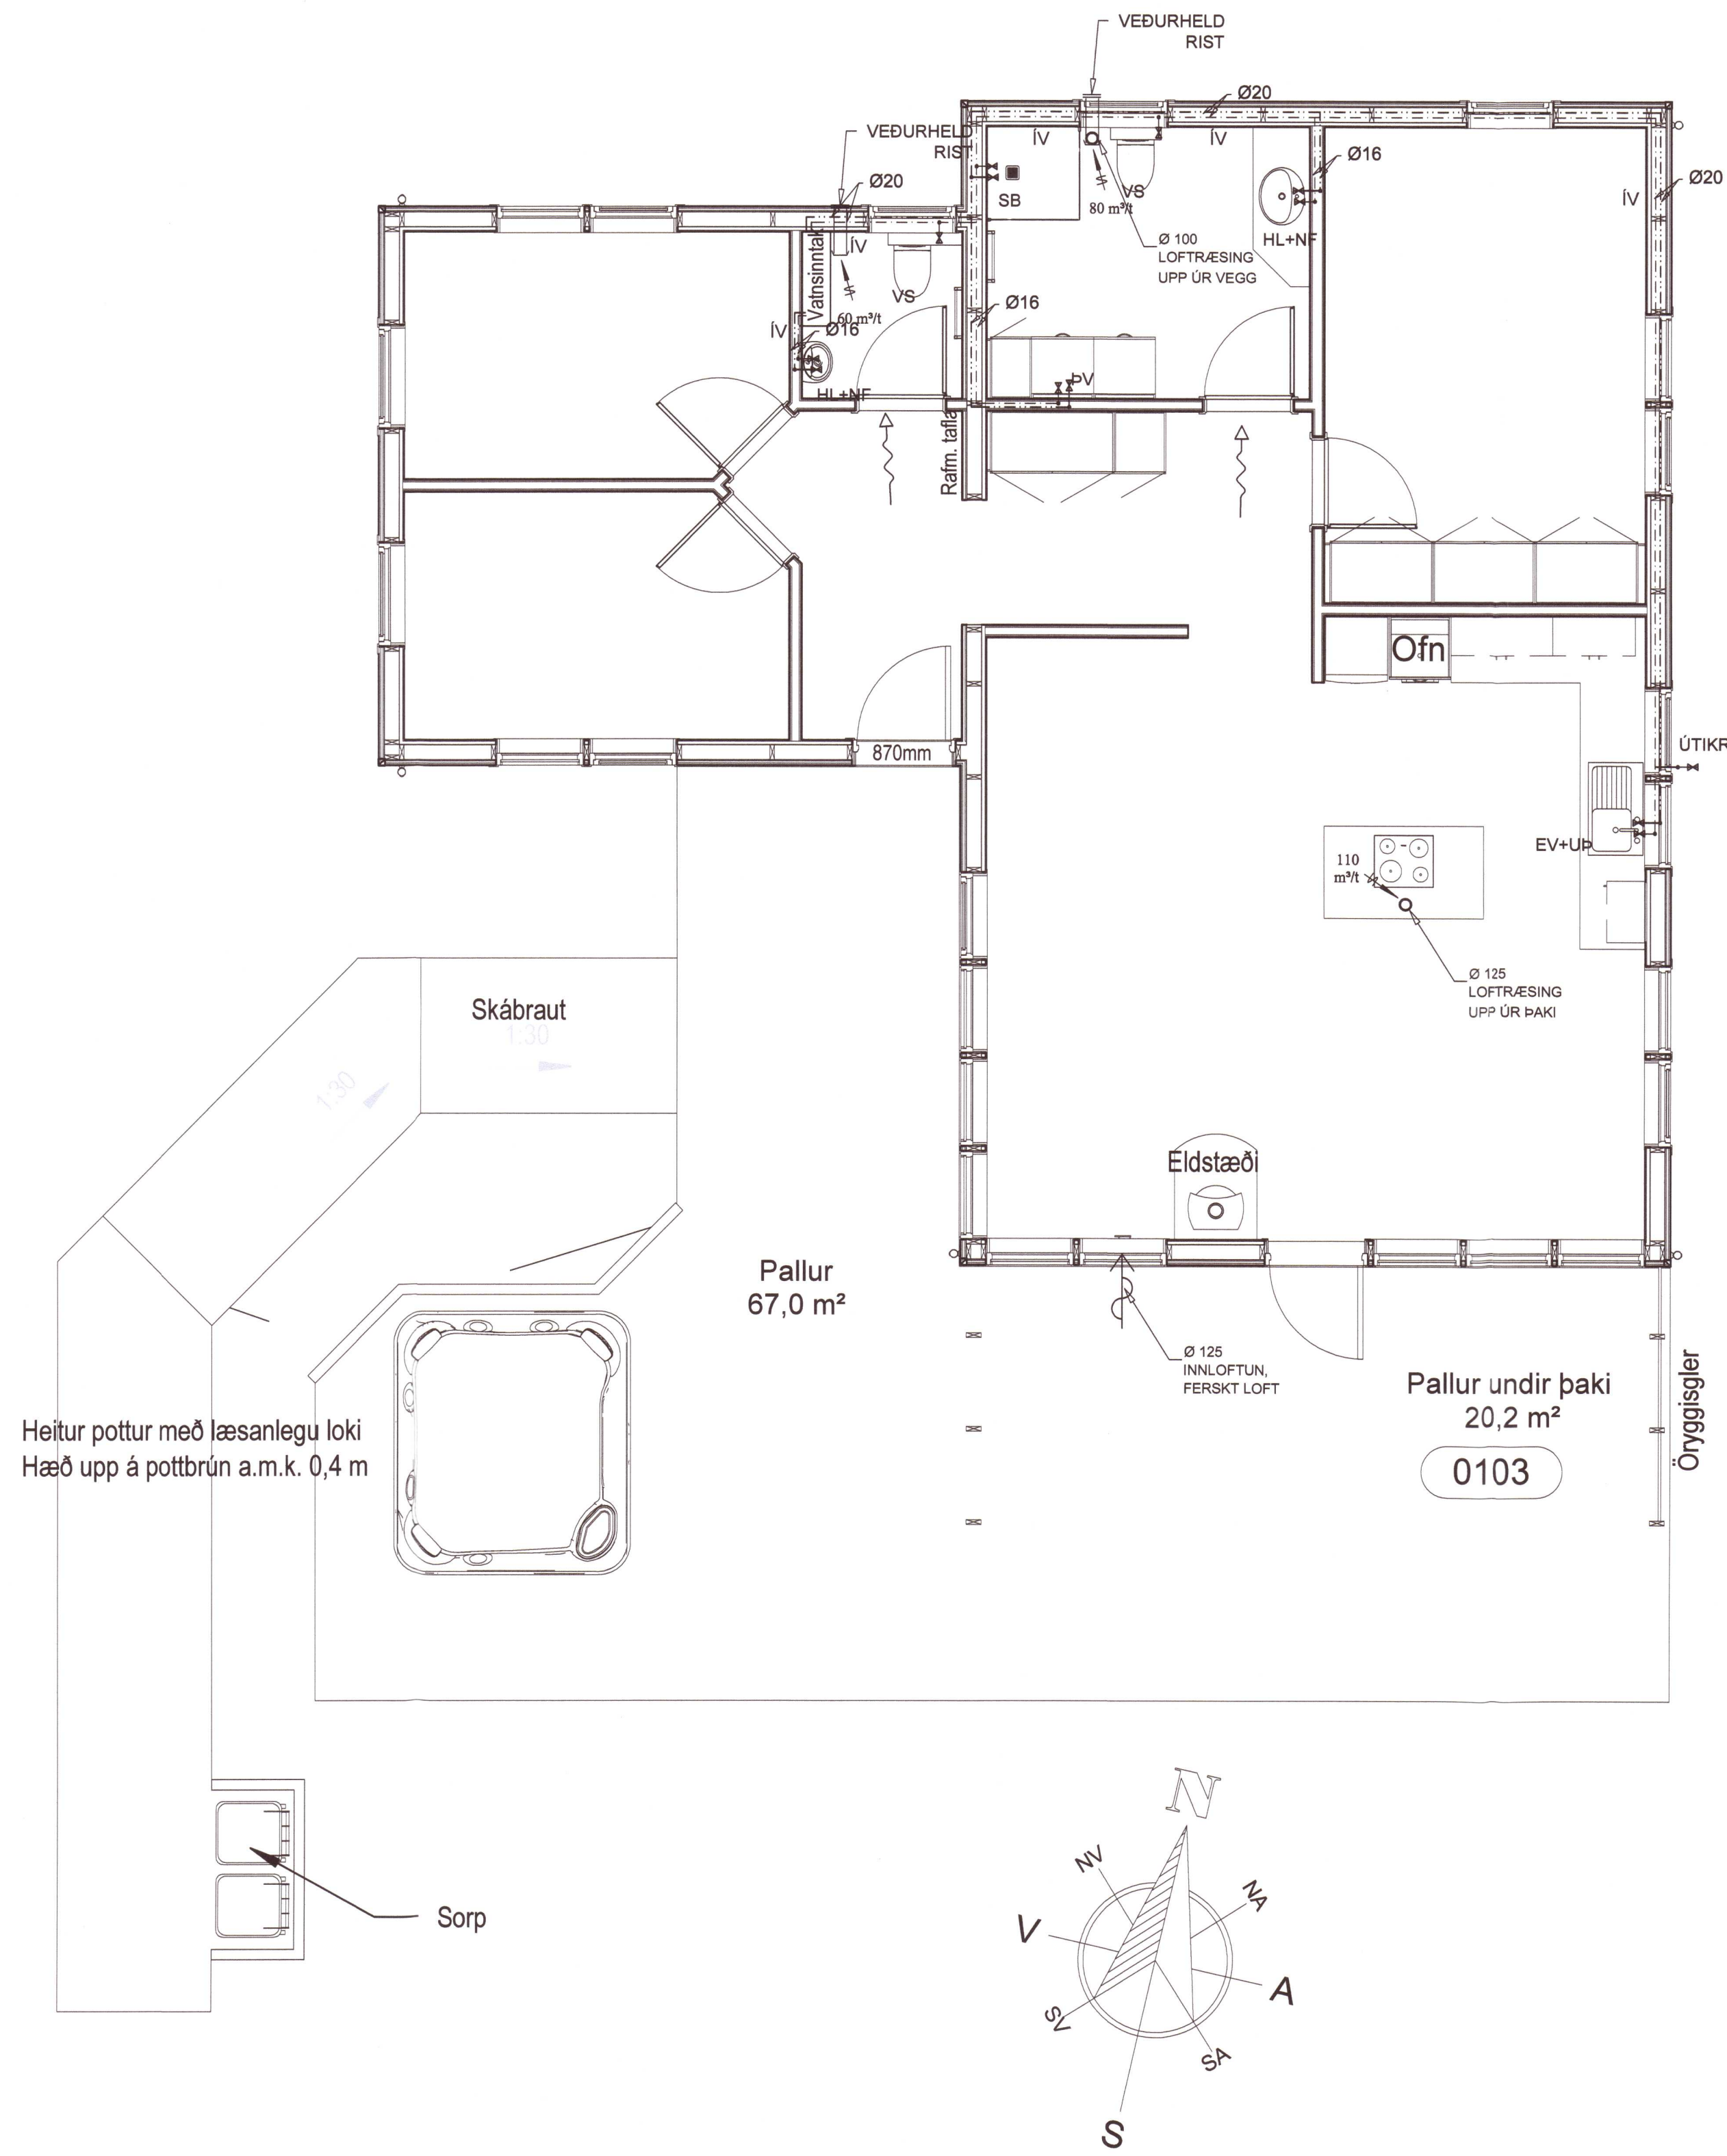 VEÐURHELD
RIST
Ø20
VEÐURHELD
RIST
ÍV
ÍV
Ø16
Ø20
Ø20
SB
VS
80 m³/t
ÍV
HL+NF
Ø 100
LOFTRÆSING
UPP ÚR VEGG
Vatnsinntak
ÍV
VS
60 m³/t
ÍV
Ø16
Ø16
HL+NF
ÞV
Rafm. tafla
Ofn
870mm
ÚTIKR
EV+UÞ
110
m³/t
Ø 125
LOFTRÆSING
UPP ÚR ÞAKI
Skábraut
1:30
1:30
Eldstæði
Pallur
67,0 m²
Ø 125
INNLOFTUN,
FERSKT LOFT
Pallur undir þaki
20,2 m²
0103
Öryggisgler
Heitur pottur með læsanlegu loki
Hæð upp á pottbrún a.m.k. 0,4 m
Sorp
N
NV
NA
V
A
SV
SA
S